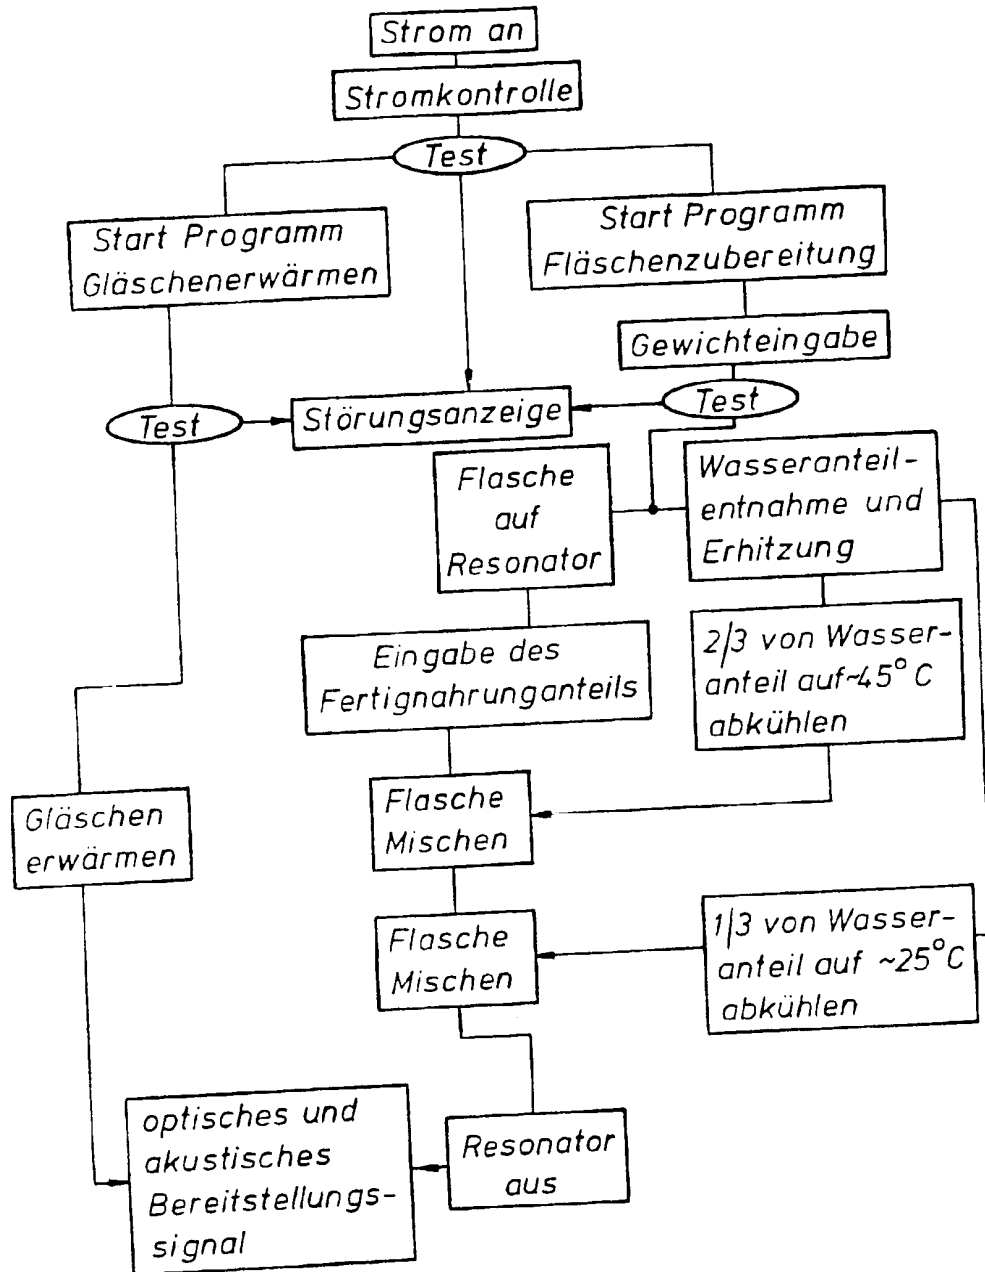 Strom an
Stromkontrolle
Test
Start Programm
Gläschenerwärmen
Start Programm
Fläschenzubereitung
Gewichteingabe
Test
Störungsanzeige
Test
Flasche
auf
Resonator
Wasseranteil-
entnahme und
Erhitzung
Eingabe des
Fertignahrunganteils
2/3 von Wasser-
anteil auf ~45°C
abkühlen
Flasche
Mischen
Gläschen
erwärmen
Flasche
Mischen
1/3 von Wasser-
anteil auf ~25°C
abkühlen
optisches und
akustisches
Bereitstellungs-
signal
Resonator
aus